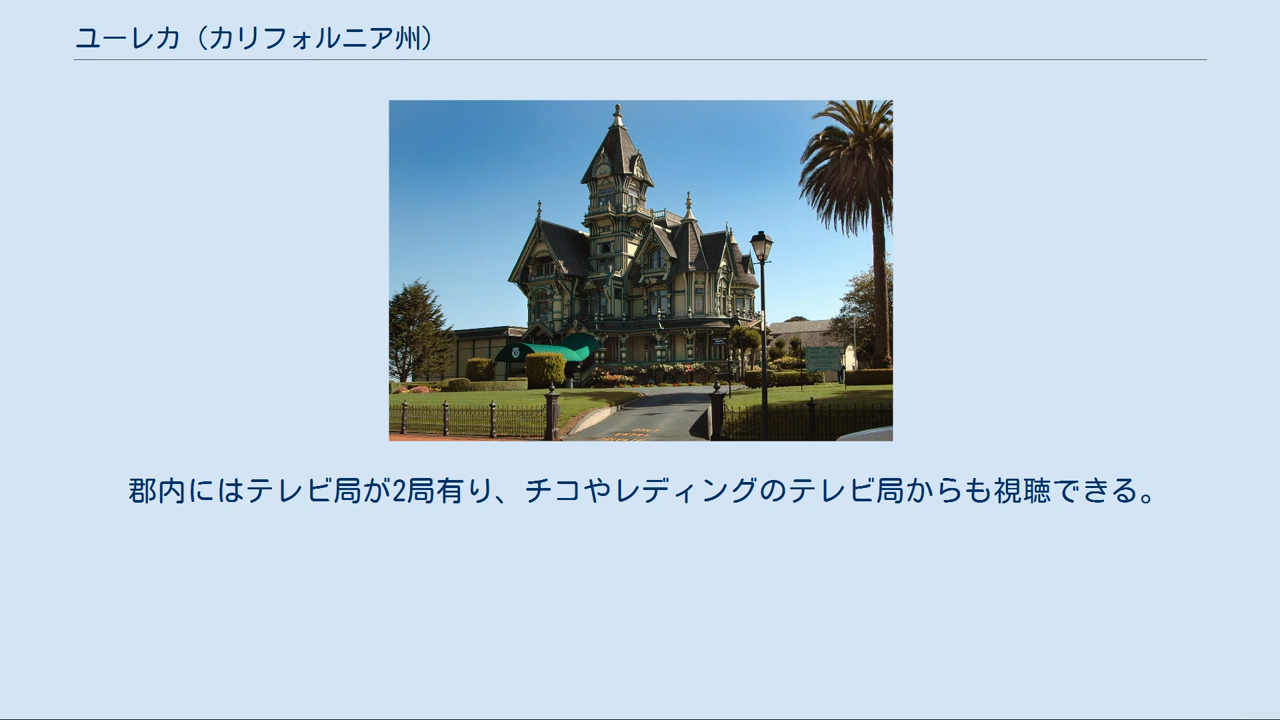 ユーレカ（カリフォルニア州）
郡内にはテレビ局が2局有り、チコやレディングのテレビ局からも視聴できる。